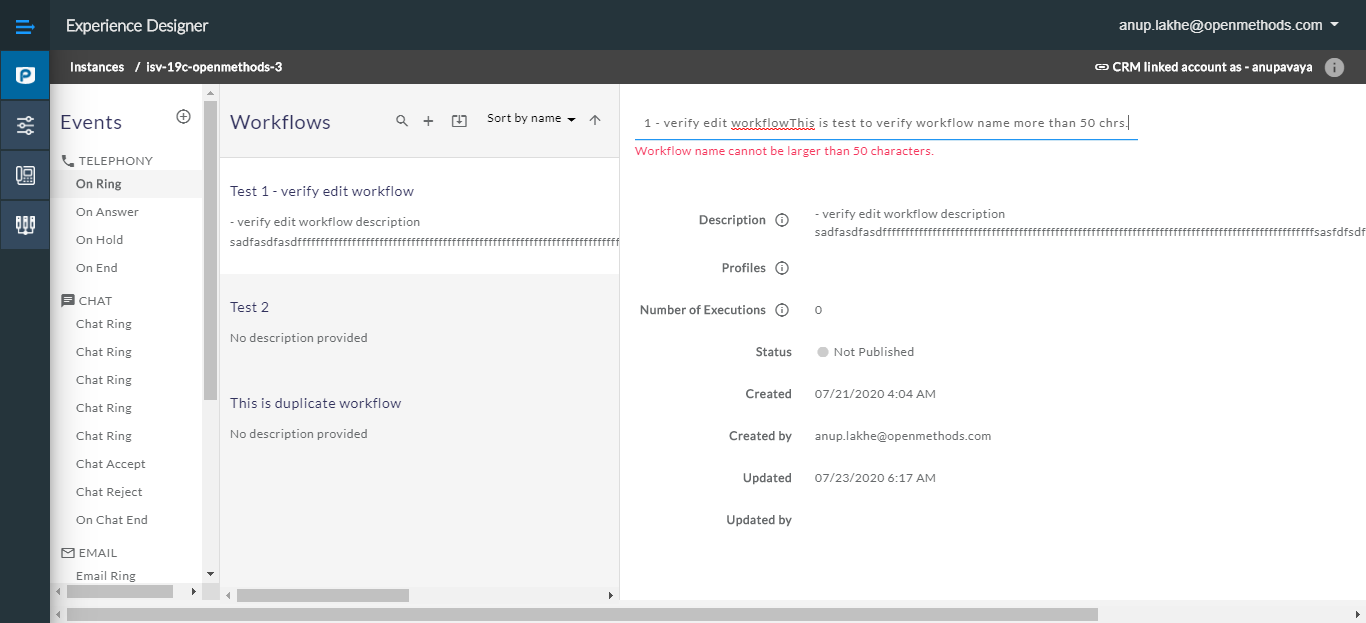 Experience Designer
anup.lakhe@openmethods.com
Instances / isv-19c-openmethods-3
CRM linked account as - anupavaya
Events
TELEPHONY
On Ring
On Answer
On Hold
On End
CHAT
Chat Ring
Chat Ring
Chat Ring
Chat Ring
Chat Ring
Chat Accept
Chat Reject
On Chat End
EMAIL
Email Ring
Workflows
Sort by name
Test 1 - verify edit workflow
- verify edit workflow description
Test 2
No description provided
This is duplicate workflow
No description provided
1 - verify edit workflowThis is test to verify workflow name more than 50 chrs.
Workflow name cannot be larger than 50 characters.
Description
- verify edit workflow description
Profiles
Number of Executions
0
Status
Not Published
Created
07/21/2020 4:04 AM
Created by
anup.lakhe@openmethods.com
Updated
07/23/2020 6:17 AM
Updated by